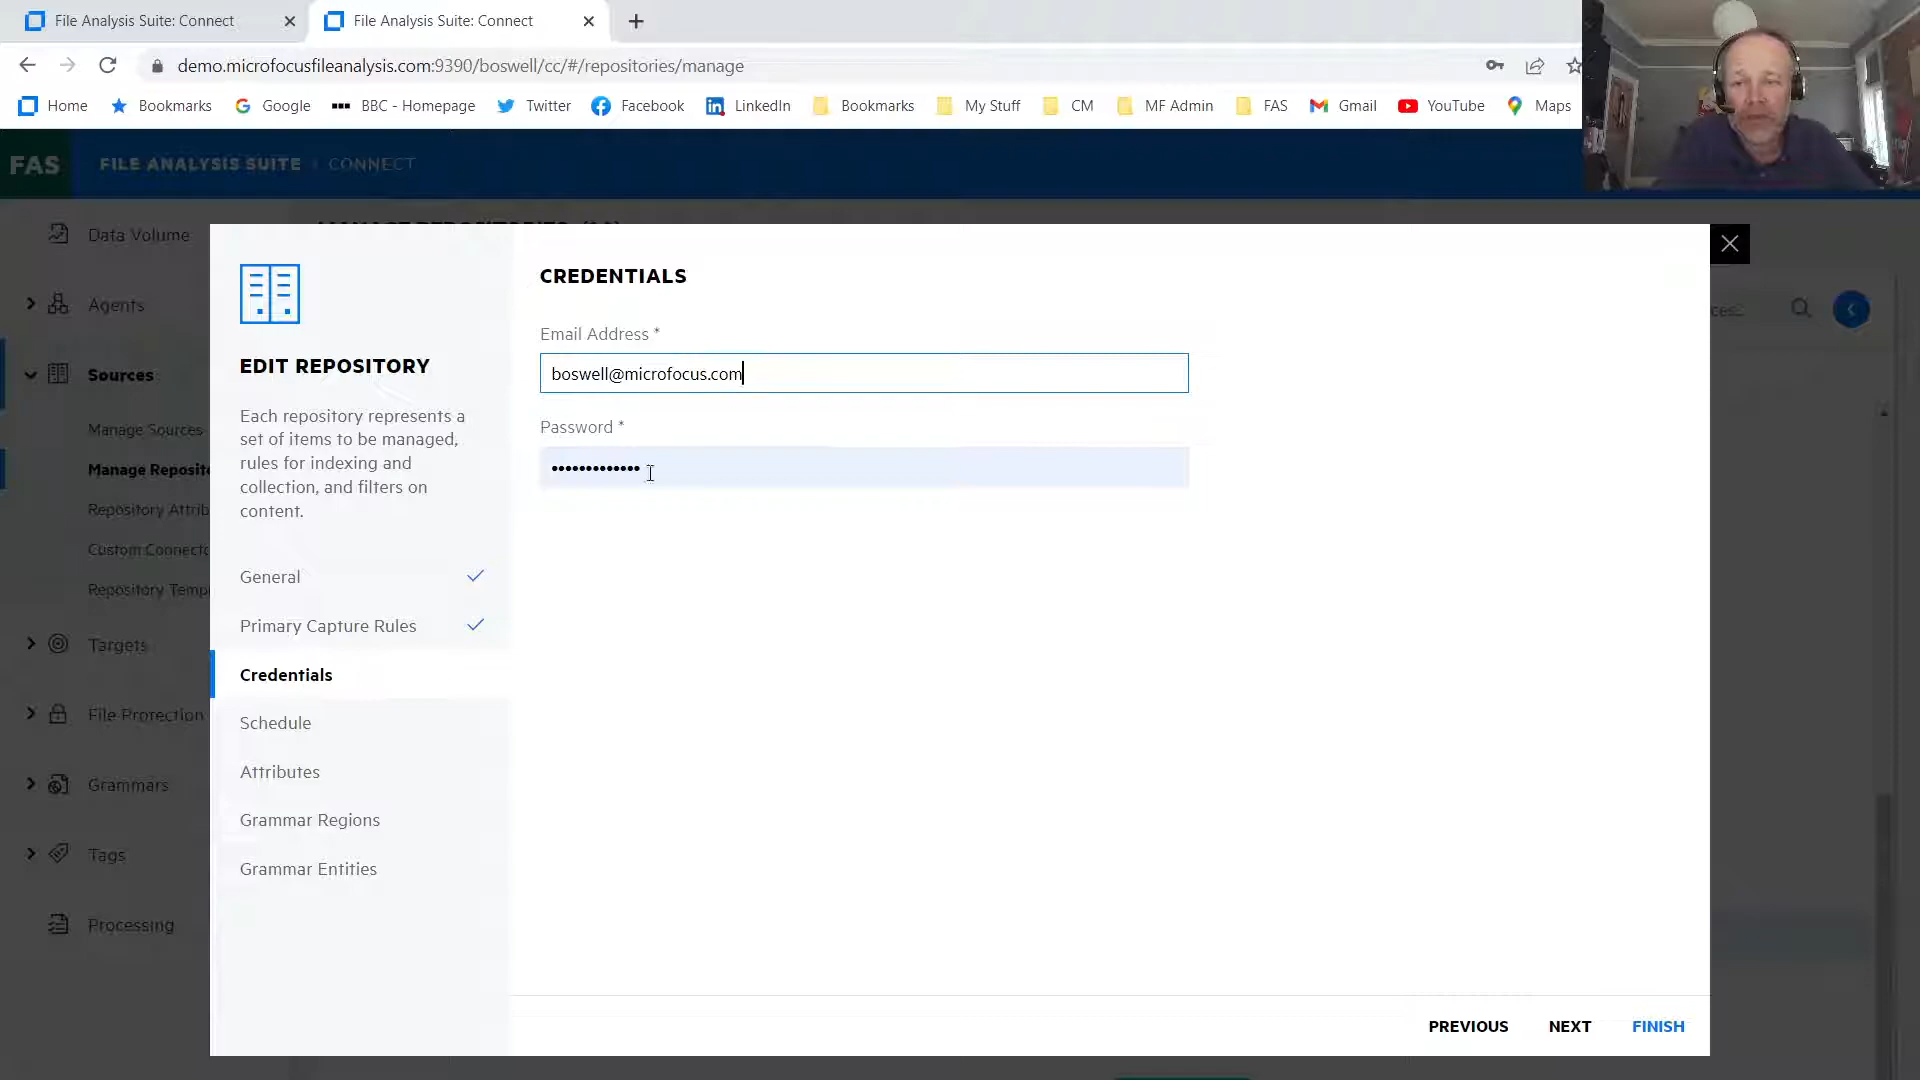 File Analysis Suite: Connect
File Analysis Suite: Connect
demo.microfocusfileanalysis.com:9390/boswell/cc/#/repositories/manage
Home Bookmarks Google BBC - Homepage Twitter Facebook LinkedIn Bookmarks My Stuff CM MF Admin FAS Gmail YouTube Maps
FAS FILE ANALYSIS SUITE CONNECT
Data Volume
Agents
Sources
Manage Sources
Manage Reposito
Repository Attrib
Custom Connecto
Repository Temp
Targets
File Protection
Grammars
Tags
Processing
EDIT REPOSITORY
Each repository represents a
set of items to be managed,
rules for indexing and
collection, and filters on
content.
General
Primary Capture Rules
Credentials
Schedule
Attributes
Grammar Regions
Grammar Entities
CREDENTIALS
Email Address *
boswell@microfocus.com
Password *
•••••••••••••
PREVIOUS NEXT FINISH